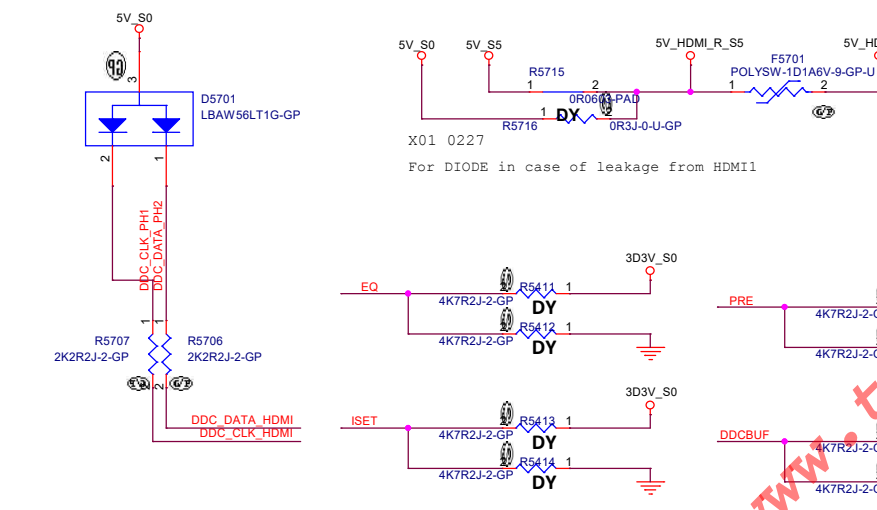 5V_S0
3
D5701
LBAW56LT1G-GP
2
1
DDC_CLK_PH1
DDC_DATA_PH2
1
1
R5707
2K2R2J-2-GP
R5706
2K2R2J-2-GP
2
2
DDC_DATA_HDMI
DDC_CLK_HDMI
5V_S0
5V_S5
R5715
1
2
0R0603-PAD
R5716
1
DY
2
0R3J-0-U-GP
5V_HDMI_R_S5
F5701
POLYSW-1D1A6V-9-GP-U
1
2
5V_HD
X01 0227
For DIODE in case of leakage from HDMI1
3D3V_S0
EQ
R5411
1
4K7R2J-2-GP
DY
R5412
1
4K7R2J-2-GP
DY
3D3V_S0
ISET
R5413
1
4K7R2J-2-GP
DY
R5414
1
4K7R2J-2-GP
DY
PRE
4K7R2J-2-G
4K7R2J-2-G
DDCBUF
4K7R2J-2-G
4K7R2J-2-G
www.t